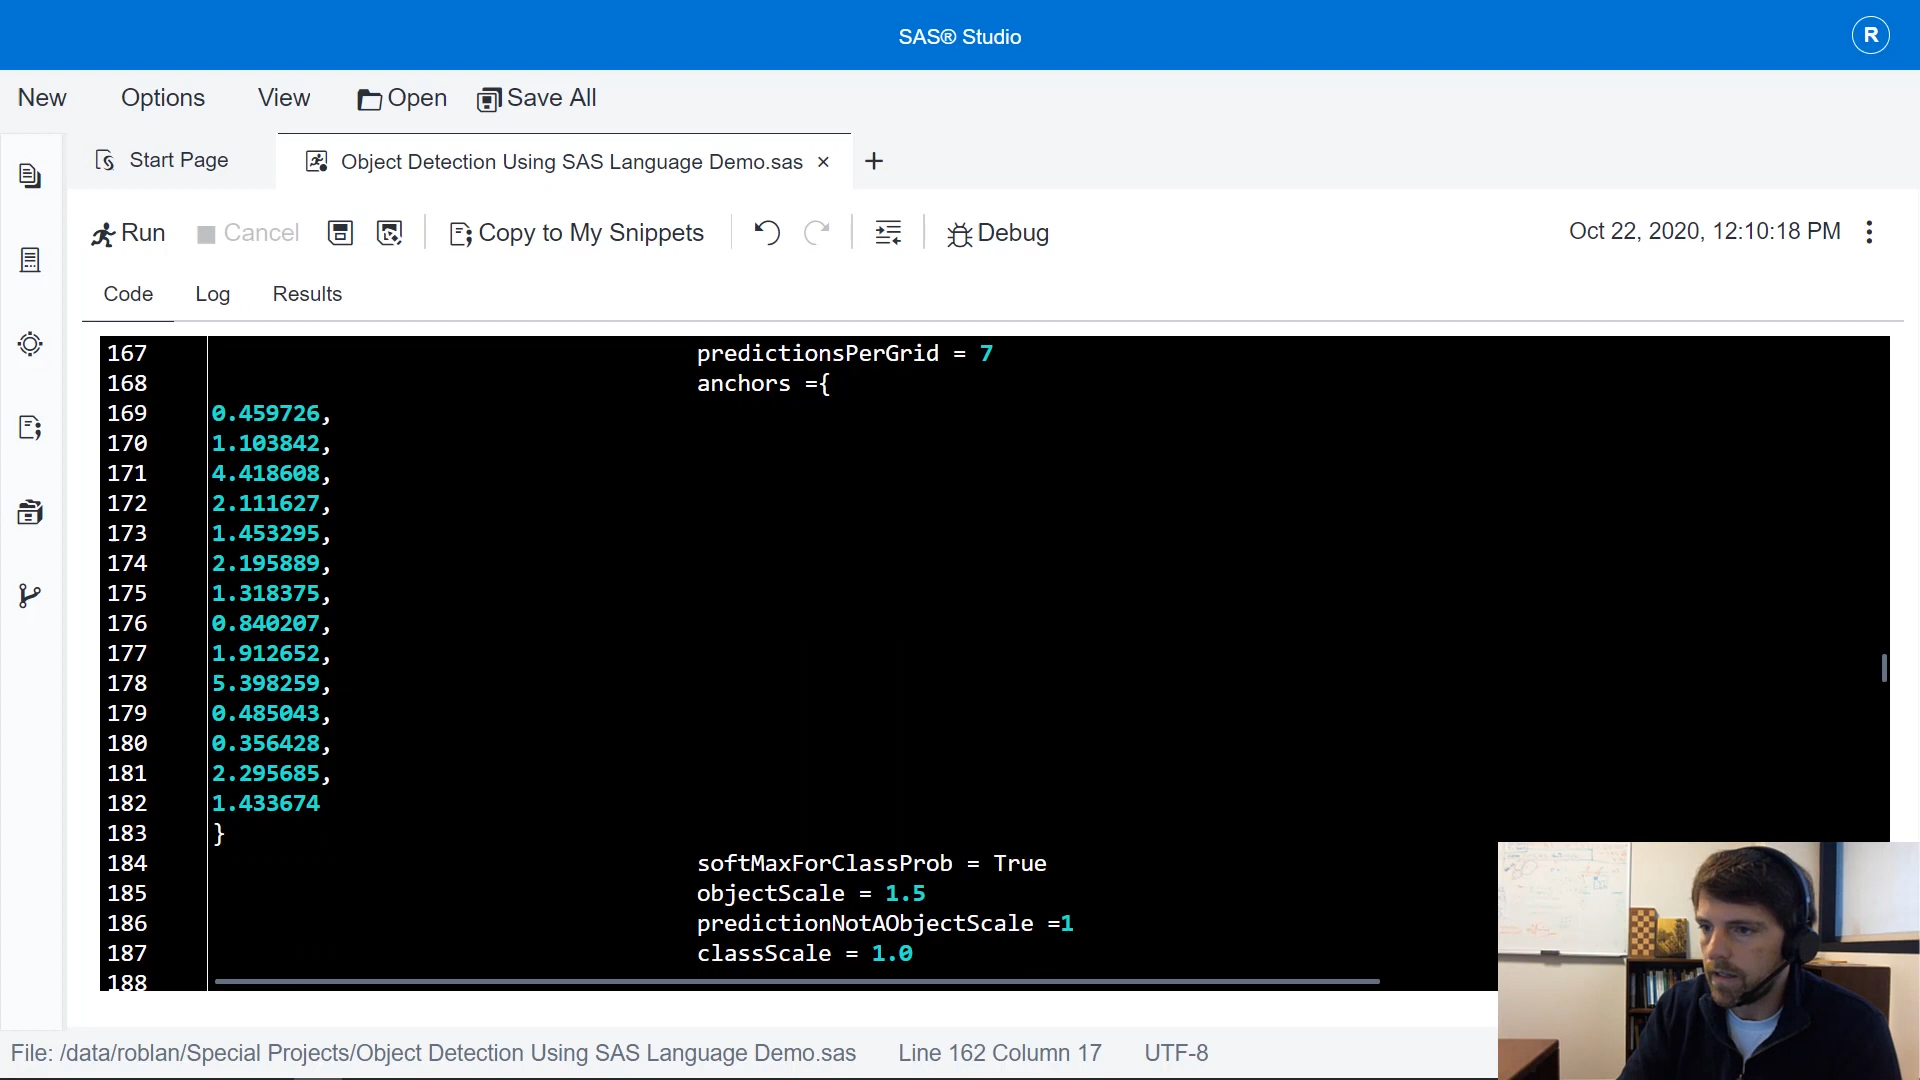 SAS® Studio
R
New Options View Open Save All
Start Page Object Detection Using SAS Language Demo.sas × +
Run Cancel Copy to My Snippets Debug Oct 22, 2020, 12:10:18 PM
Code Log Results
167 predictionsPerGrid = 7
168 anchors ={
169 0.459726,
170 1.103842,
171 4.418608,
172 2.111627,
173 1.453295,
174 2.195889,
175 1.318375,
176 0.840207,
177 1.912652,
178 5.398259,
179 0.485043,
180 0.356428,
181 2.295685,
182 1.433674
183 }
184 softMaxForClassProb = True
185 objectScale = 1.5
186 predictionNotAObjectScale =1
187 classScale = 1.0
188
File: /data/roblan/Special Projects/Object Detection Using SAS Language Demo.sas Line 162 Column 17 UTF-8